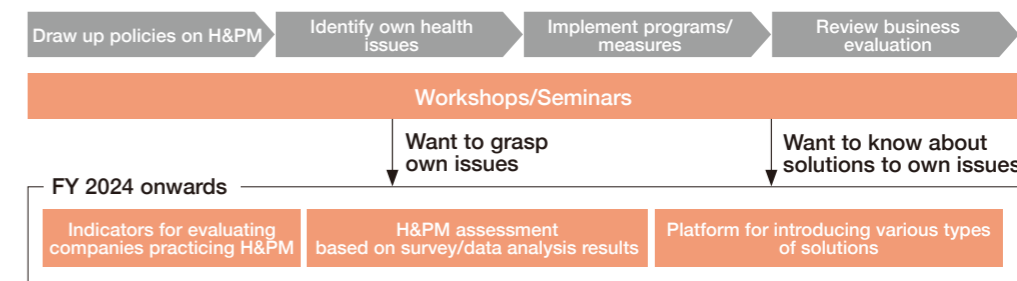 Draw up policies on H&PM
Identify own health
issues
Implement programs/
measures
Review business
evaluation
Workshops/Seminars
Want to grasp
own issues
Want to know about
solutions to own issues
FY 2024 onwards
Indicators for evaluating
companies practicing H&PM
H&PM assessment
based on survey/data analysis results
Platform for introducing various types
of solutions